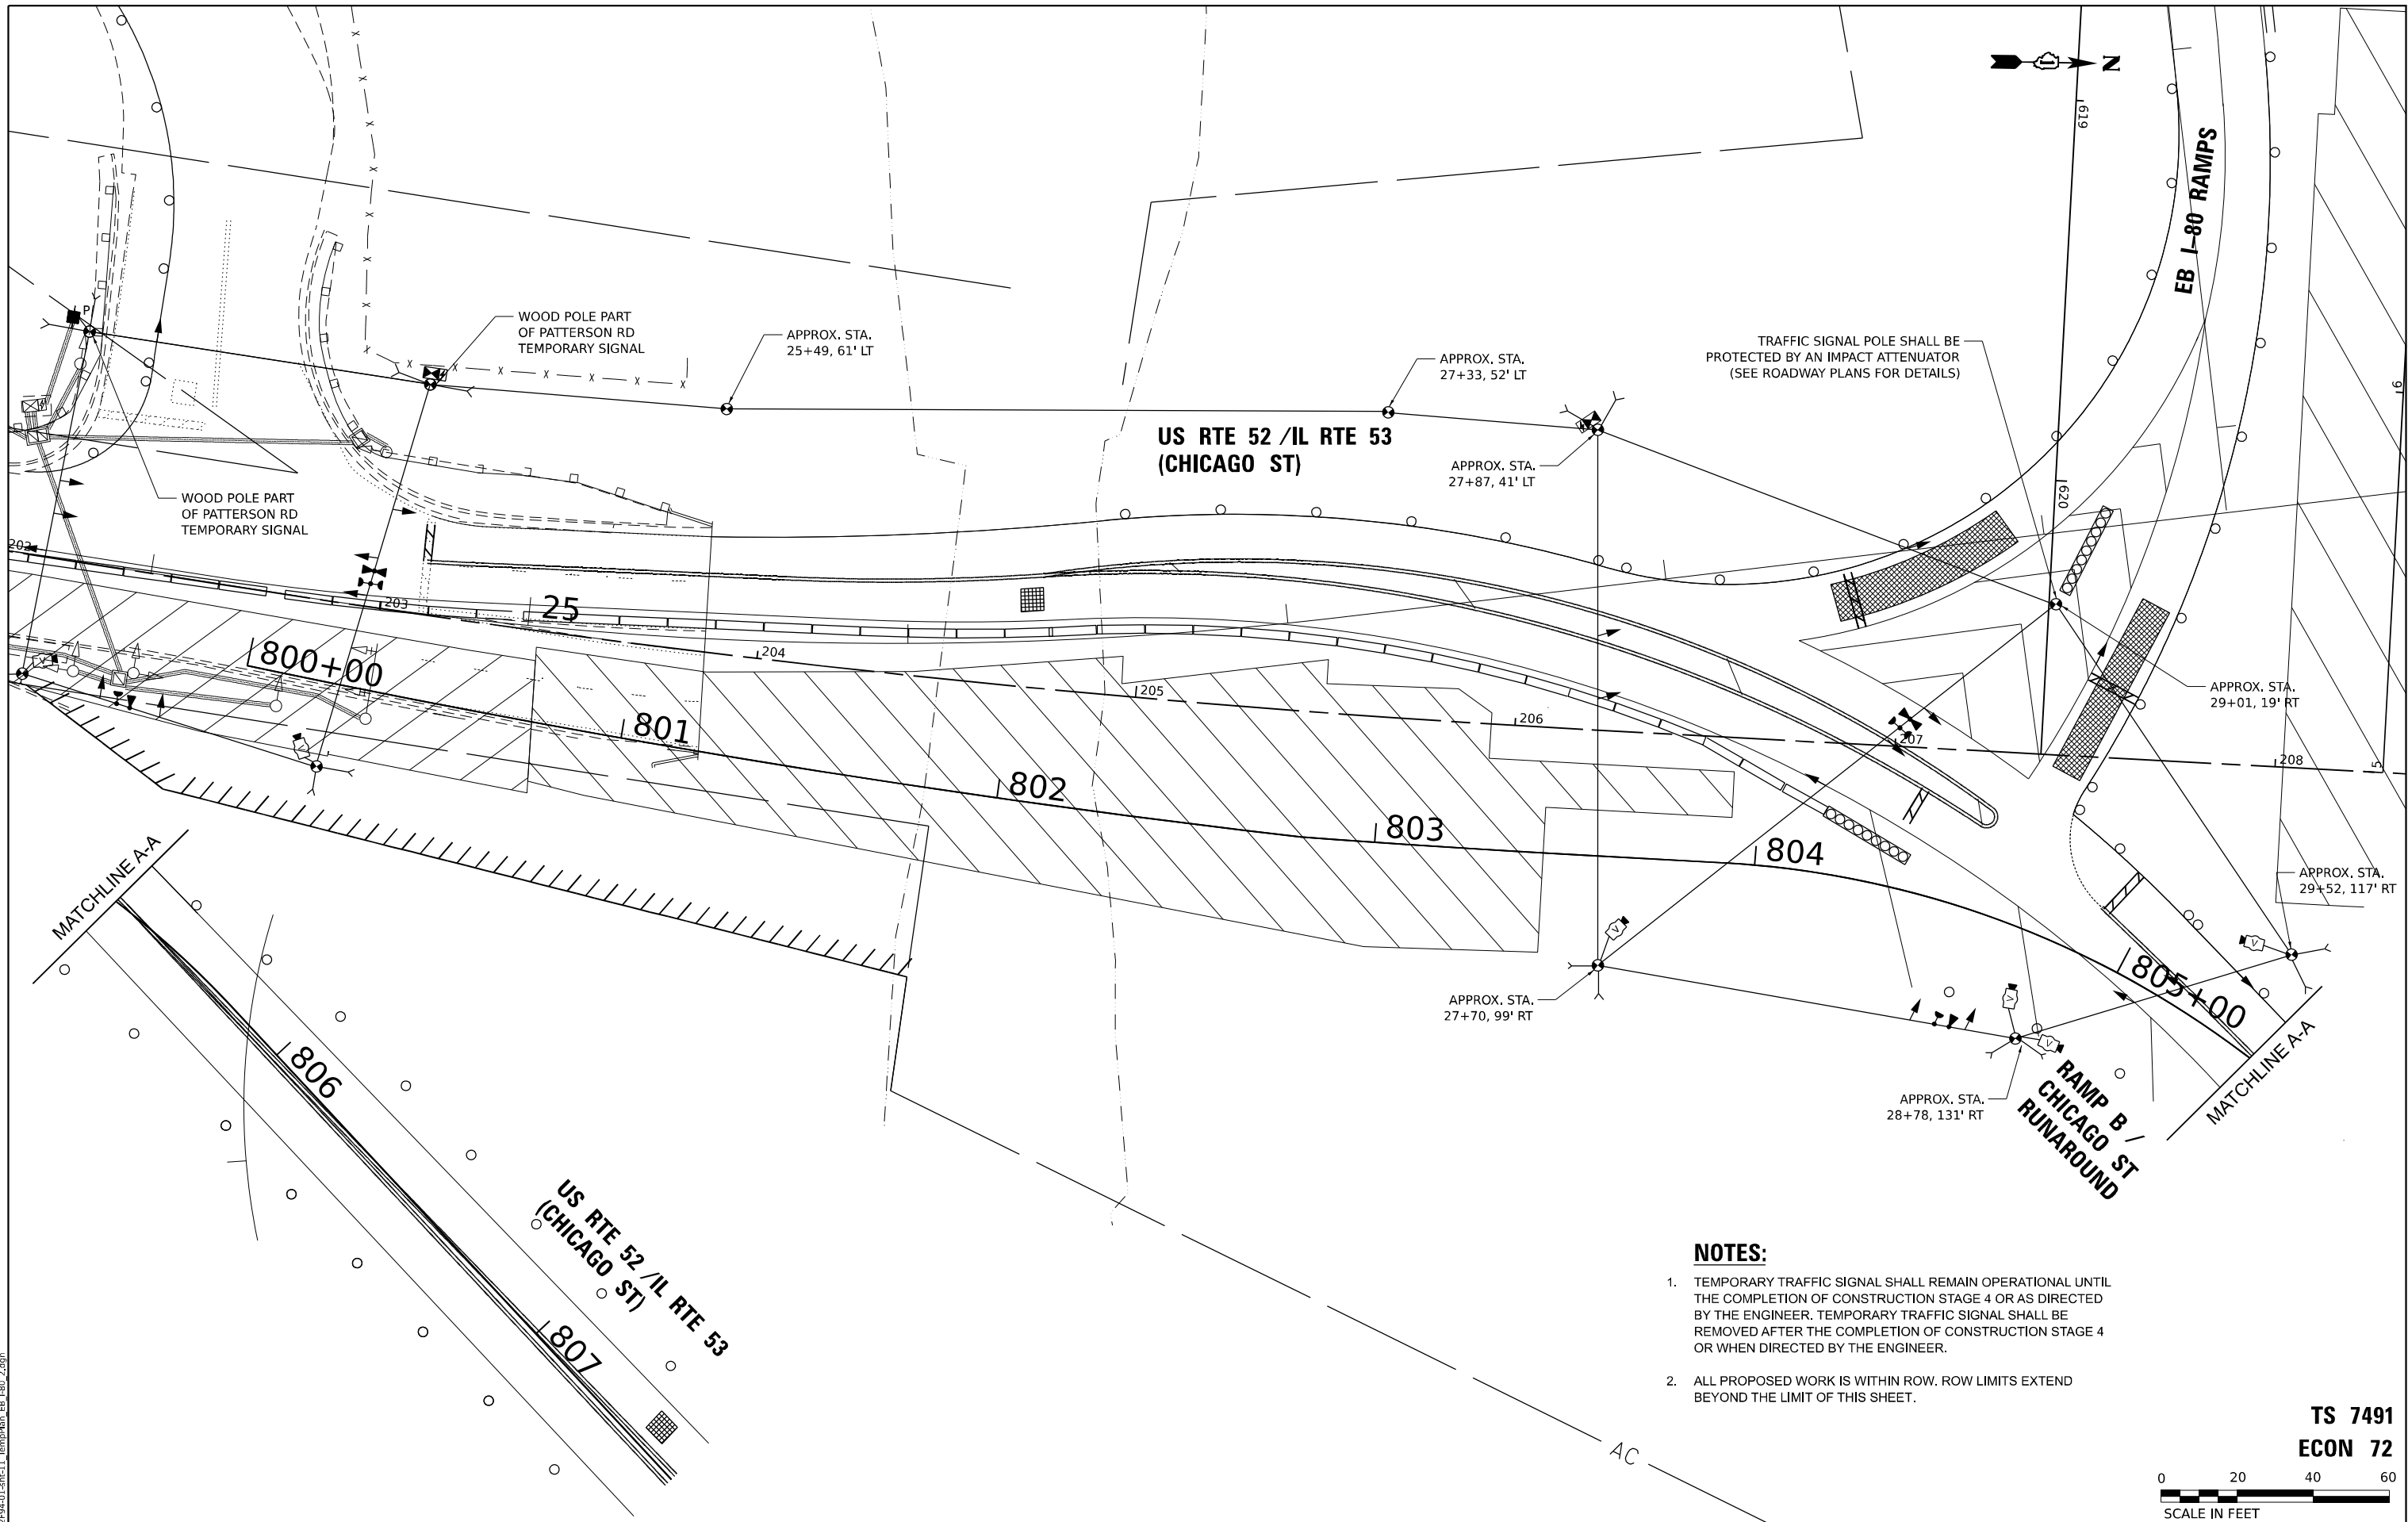 N
619
EB I-80 RAMPS
WOOD POLE PART
OF PATTERSON RD
TEMPORARY SIGNAL
APPROX. STA.
25+49, 61' LT
P
TRAFFIC SIGNAL POLE SHALL BE
PROTECTED BY AN IMPACT ATTENUATOR
(SEE ROADWAY PLANS FOR DETAILS)
APPROX. STA.
27+33, 52' LT
US RTE 52 /IL RTE 53
(CHICAGO ST)
APPROX. STA.
27+87, 41' LT
620
6
WOOD POLE PART
OF PATTERSON RD
TEMPORARY SIGNAL
202
203
25
204
205
206
207
208
5
800+00
801
802
803
804
805+00
APPROX. STA.
29+01, 19' RT
APPROX. STA.
29+52, 117' RT
V
V
V
V
V
V
MATCHLINE A-A
APPROX. STA.
27+70, 99' RT
APPROX. STA.
28+78, 131' RT
RAMP B /
CHICAGO ST
RUNAROUND
MATCHLINE A-A
806
US RTE 52 /IL RTE 53
(CHICAGO ST)
807
AC
NOTES:
1. TEMPORARY TRAFFIC SIGNAL SHALL REMAIN OPERATIONAL UNTIL
THE COMPLETION OF CONSTRUCTION STAGE 4 OR AS DIRECTED
BY THE ENGINEER. TEMPORARY TRAFFIC SIGNAL SHALL BE
REMOVED AFTER THE COMPLETION OF CONSTRUCTION STAGE 4
OR WHEN DIRECTED BY THE ENGINEER.
2. ALL PROPOSED WORK IS WITHIN ROW. ROW LIMITS EXTEND
BEYOND THE LIMIT OF THIS SHEET.
TS 7491
ECON 72
0 20 40 60
SCALE IN FEET